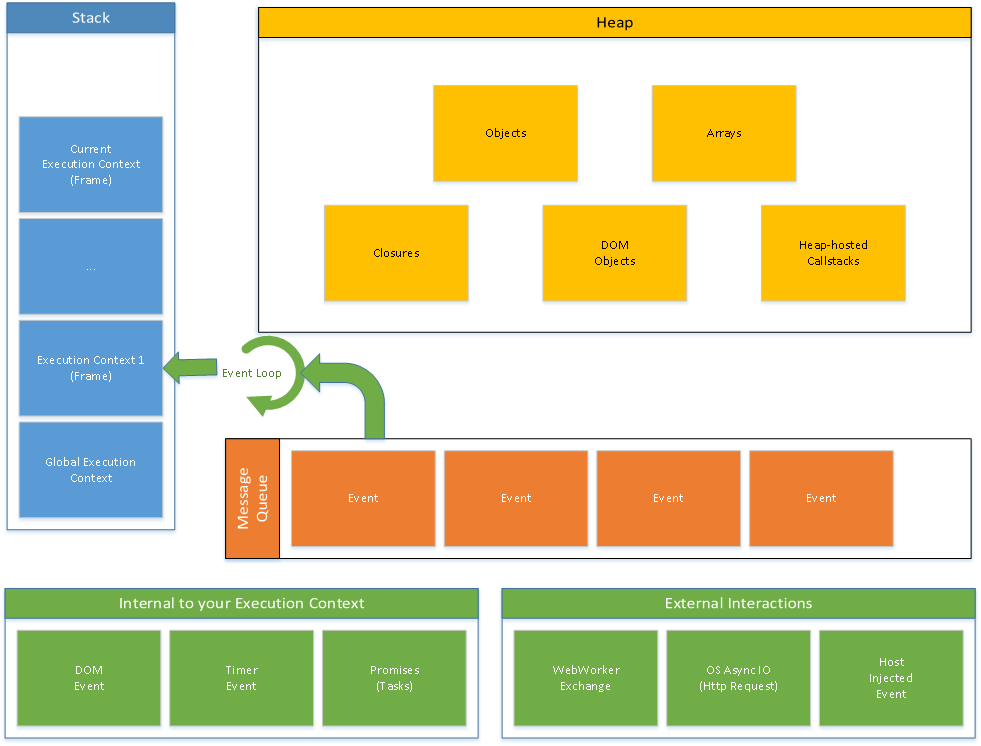 Stack
Current
Execution Context
(Frame)
...
Execution Context 1
(Frame)
Global Execution
Context
Heap
Objects
Arrays
Closures
DOM
Objects
Heap-hosted
Callstacks
Event Loop
Message
Queue
Event
Event
Event
Event
Internal to your Execution Context
DOM
Event
Timer
Event
Promises
(Tasks)
External Interactions
WebWorker
Exchange
OS Async IO
(Http Request)
Host
Injected
Event